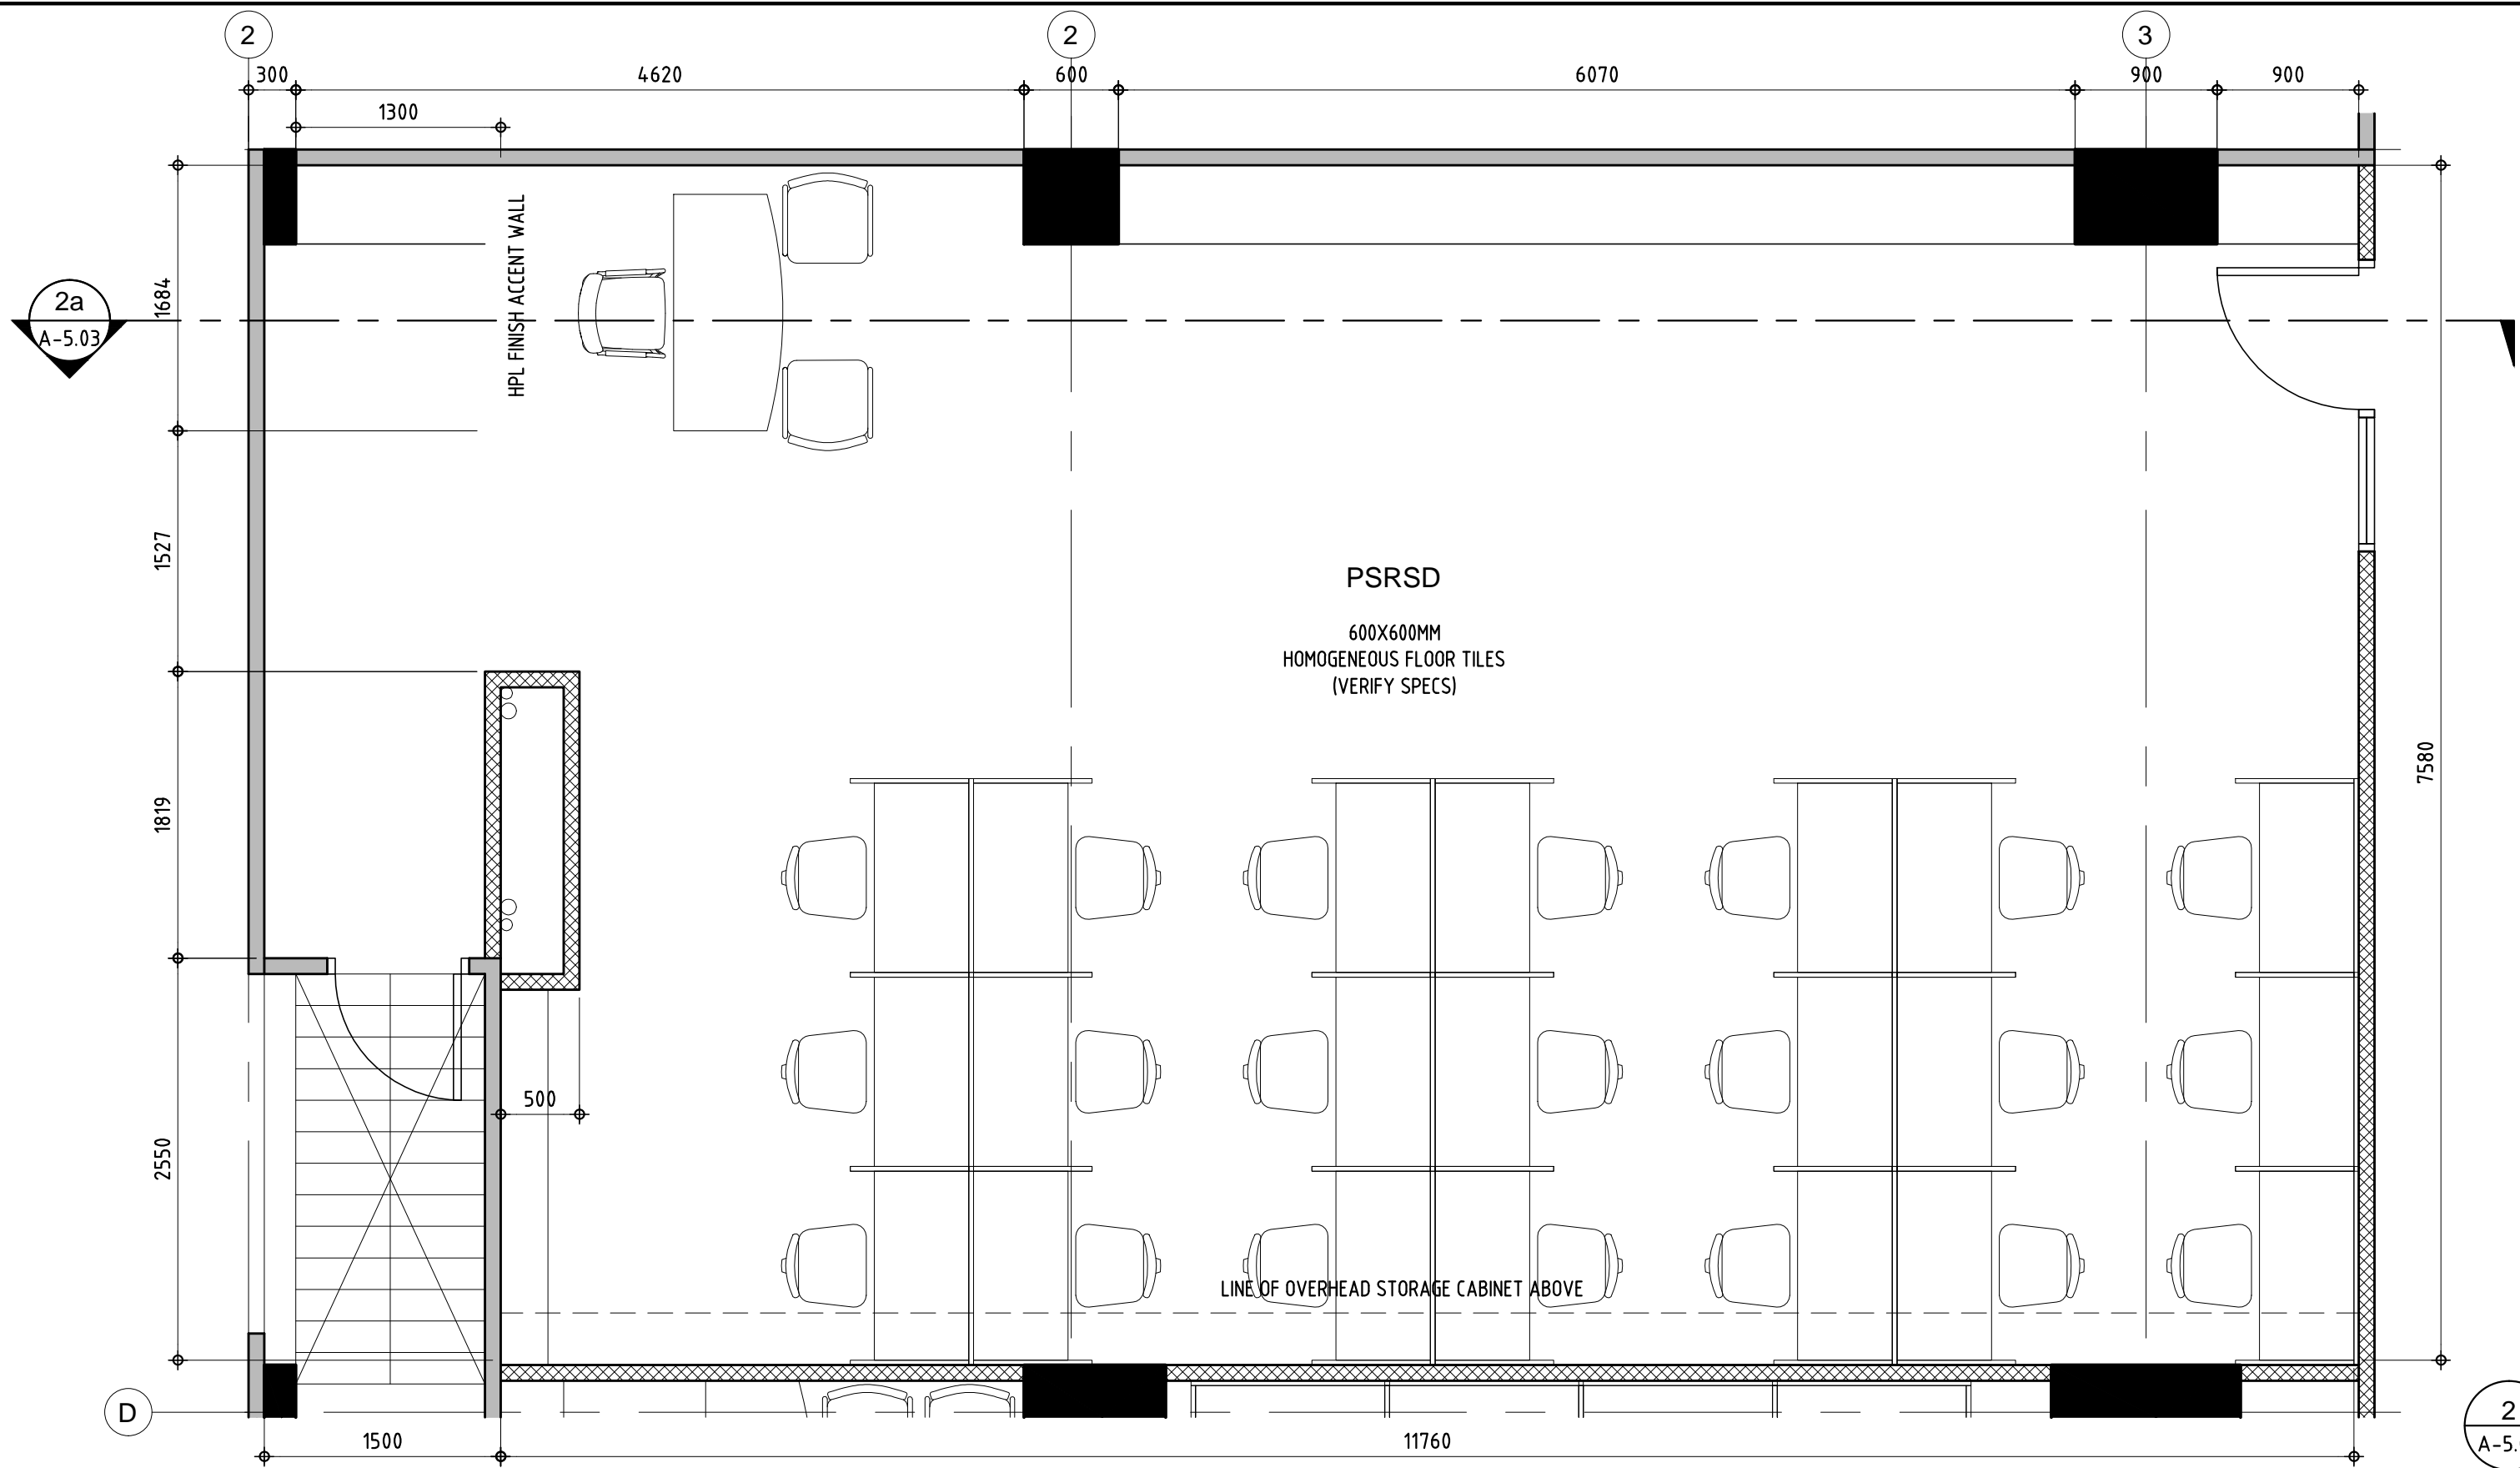 2
2
3
300
4620
600
6070
900
900
1300
HPL FINISH ACCENT WALL
1684
2a
A-5.03
1527
PSRSD
600X600MM
HOMOGENEOUS FLOOR TILES
(VERIFY SPECS)
7580
1819
500
2550
LINE OF OVERHEAD STORAGE CABINET ABOVE
D
2
A-5.
1500
11760